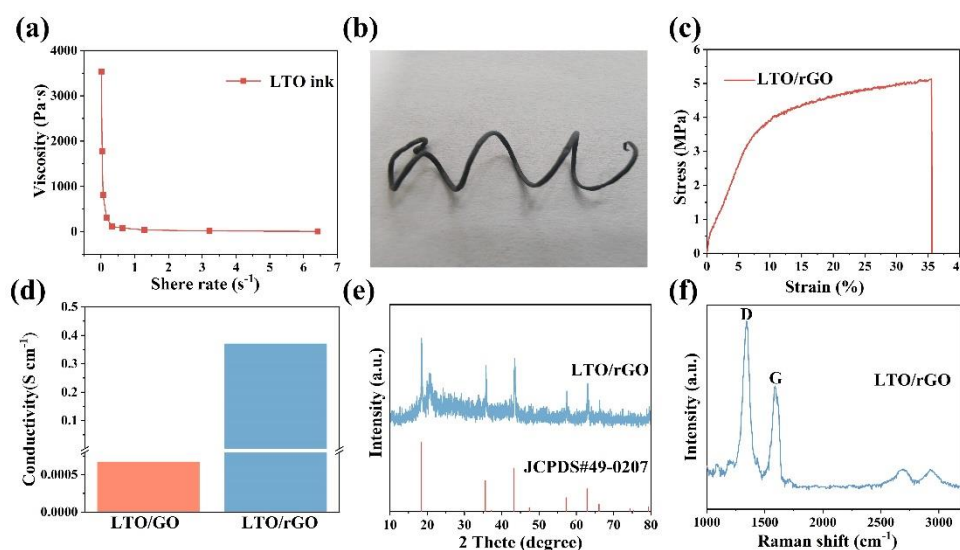 (a)
4000
3000
2000
1000
0
Viscosity (Pa·s)
LTO ink
0 1 2 3 4 5 6 7
Shere rate (s-1)
(b)
(c)
6
5
4
3
2
1
0
Stress (MPa)
LTO/rGO
0 5 10 15 20 25 30 35 40
Strain (%)
(d)
0.5
0.4
0.3
0.2
0.1
0.0005
0.0000
Conductivity(S cm-1)
LTO/GO LTO/rGO
(e)
Intensity (a.u.)
LTO/rGO
JCPDS#49-0207
10 20 30 40 50 60 70 80
2 Thete (degree)
(f)
Intensity (a.u.)
D
G
LTO/rGO
1000 1500 2000 2500 3000
Raman shift (cm-1)